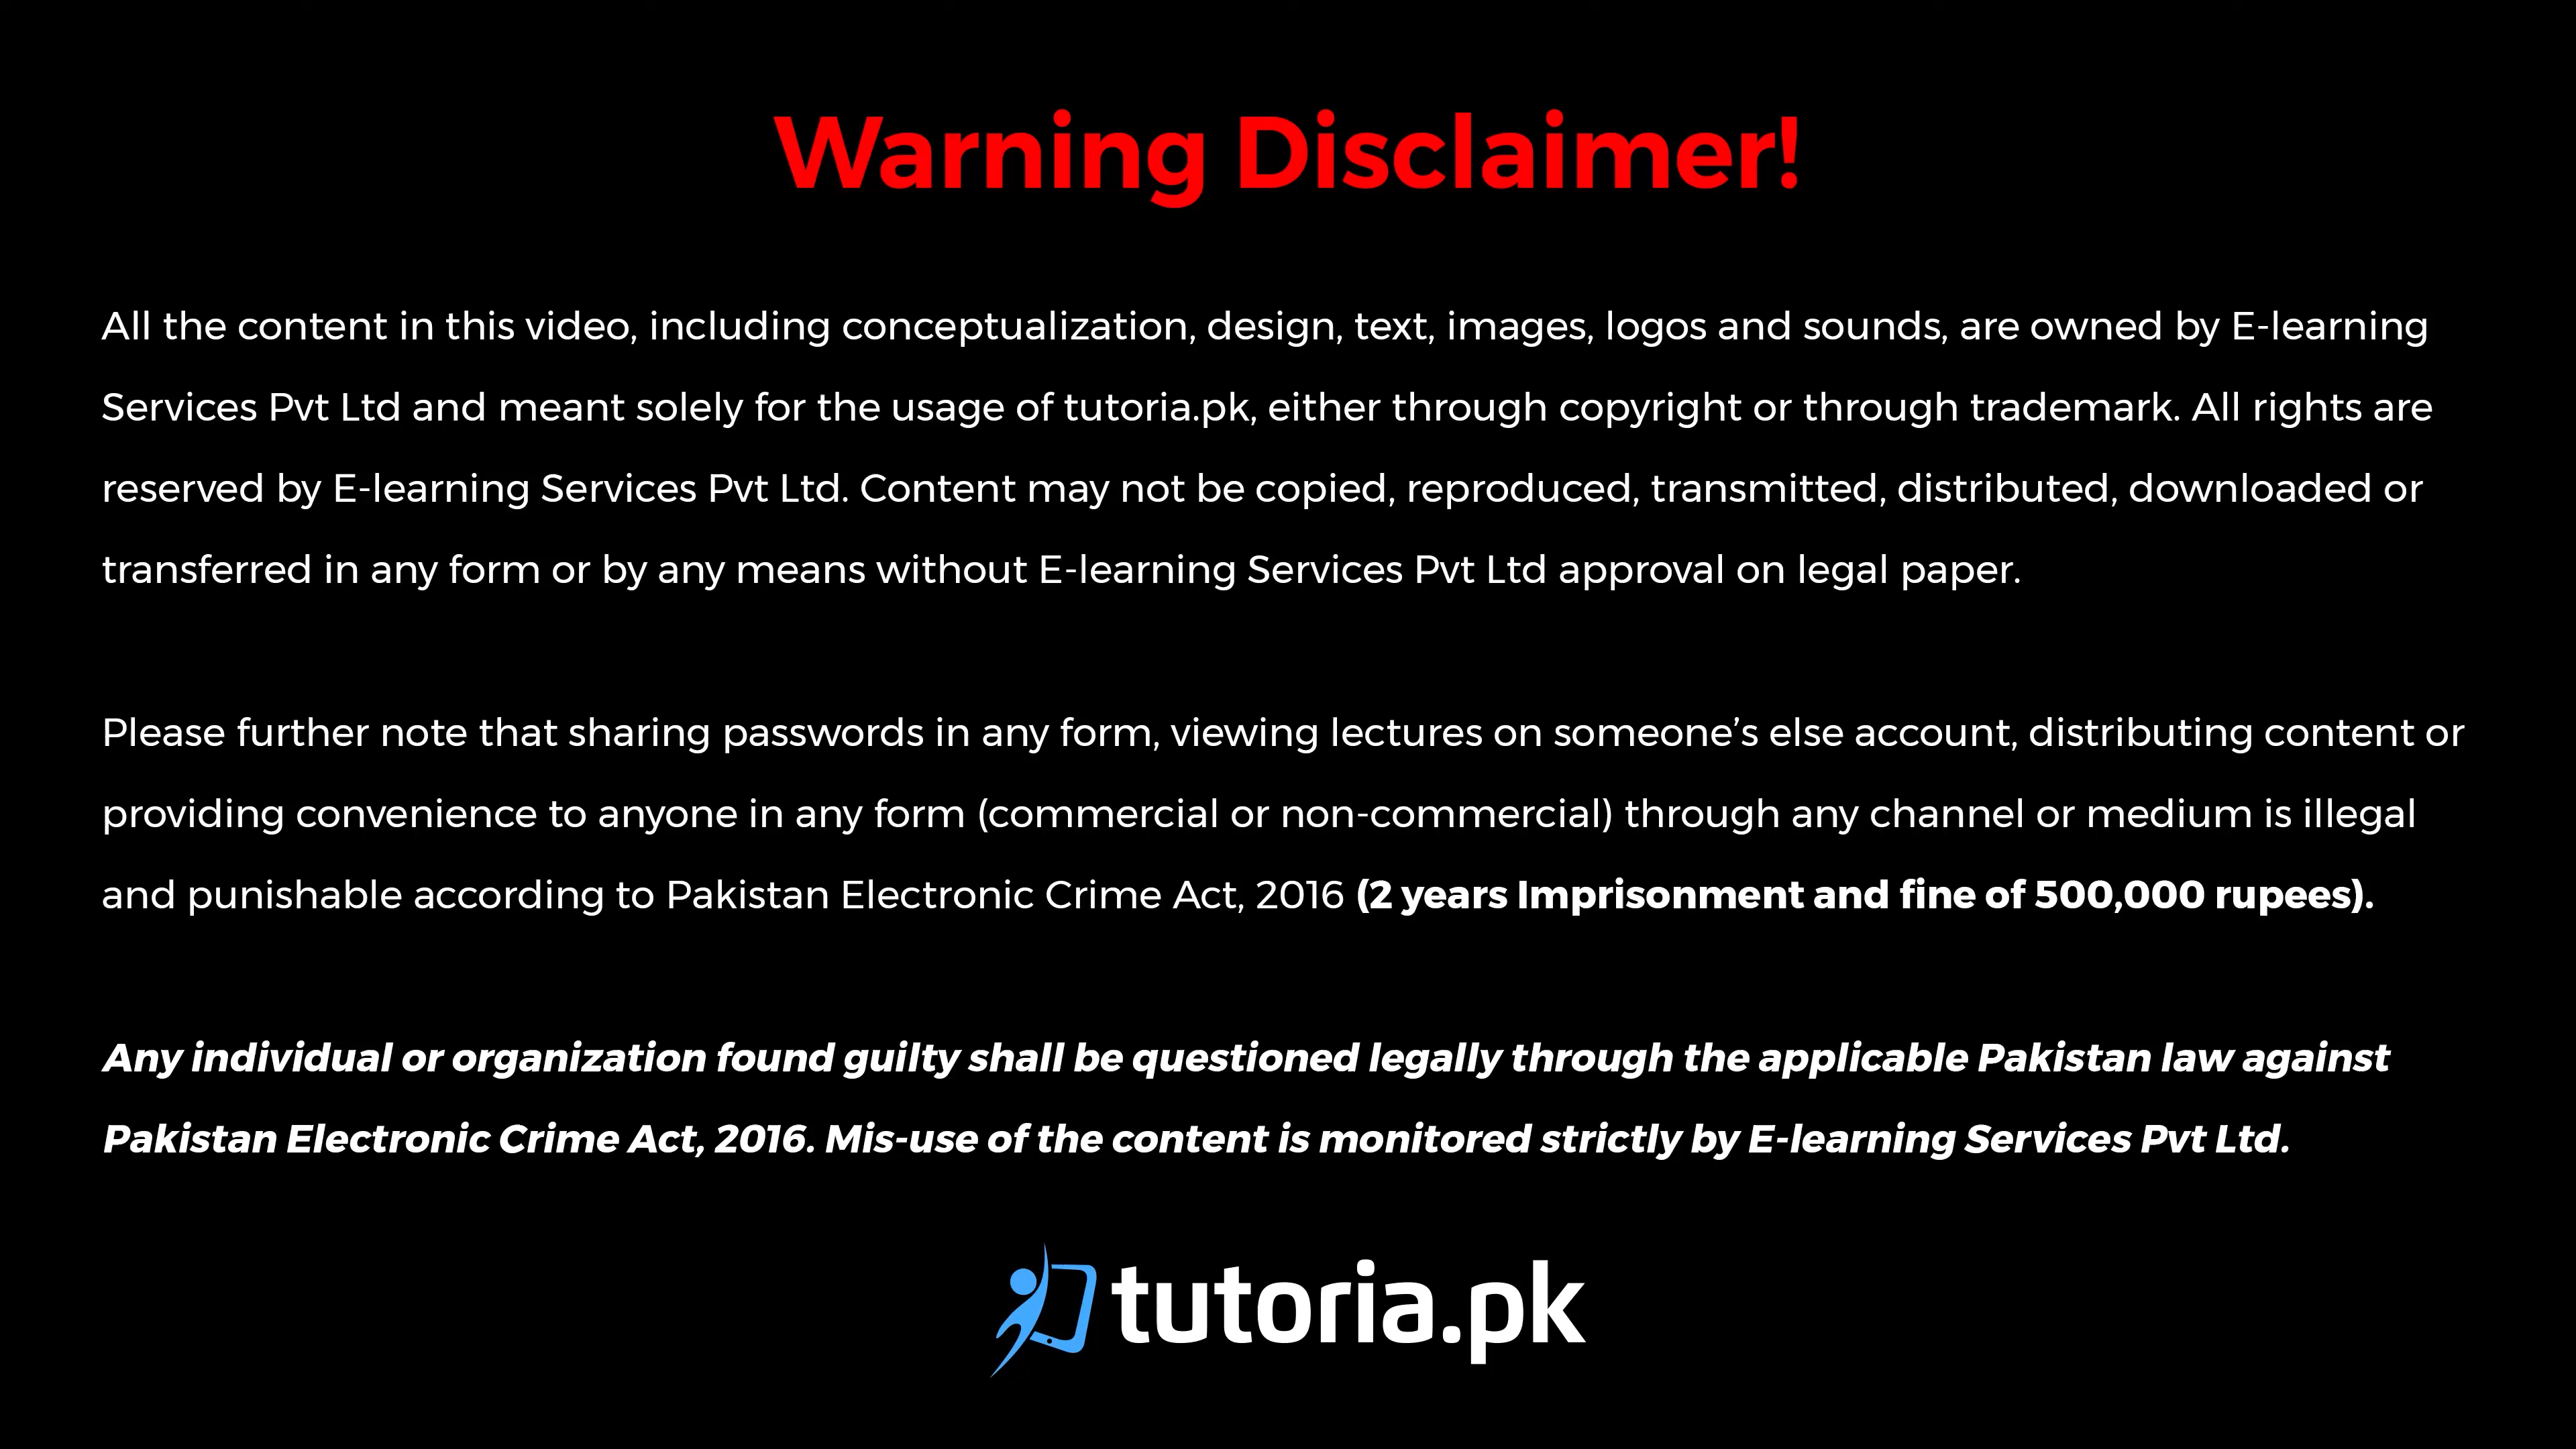 Warning Disclaimer!
All the content in this video, including conceptualization, design, text, images, logos and sounds, are owned by E-learning
Services Pvt Ltd and meant solely for the usage of tutoria.pk, either through copyright or through trademark. All rights are
reserved by E-learning Services Pvt Ltd. Content may not be copied, reproduced, transmitted, distributed, downloaded or
transferred in any form or by any means without E-learning Services Pvt Ltd approval on legal paper.
Please further note that sharing passwords in any form, viewing lectures on someone’s else account, distributing content or
providing convenience to anyone in any form (commercial or non-commercial) through any channel or medium is illegal
and punishable according to Pakistan Electronic Crime Act, 2016 (2 years Imprisonment and fine of 500,000 rupees).
Any individual or organization found guilty shall be questioned legally through the applicable Pakistan law against
Pakistan Electronic Crime Act, 2016. Mis-use of the content is monitored strictly by E-learning Services Pvt Ltd.
tutoria.pk